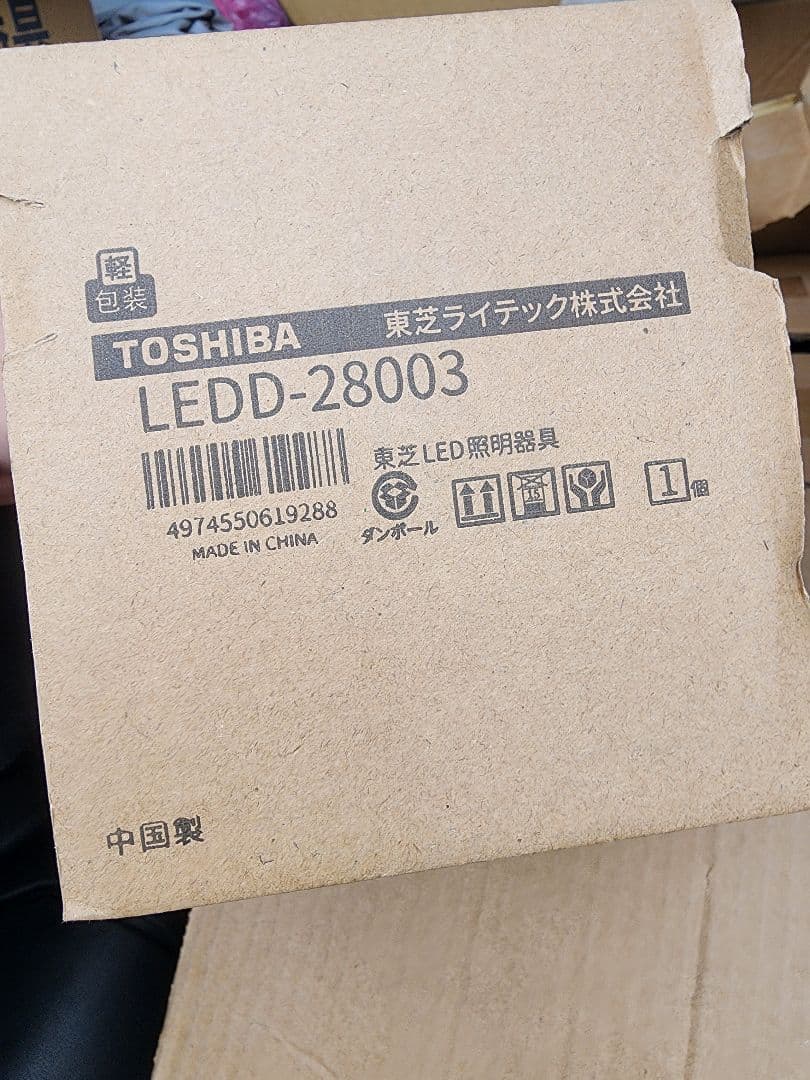 軽
包装
TOSHIBA 東芝ライテック株式会社
LEDD-28003
東芝LED照明器具
4974550619288
MADE IN CHINA
ダンボール
15
1個
中国製